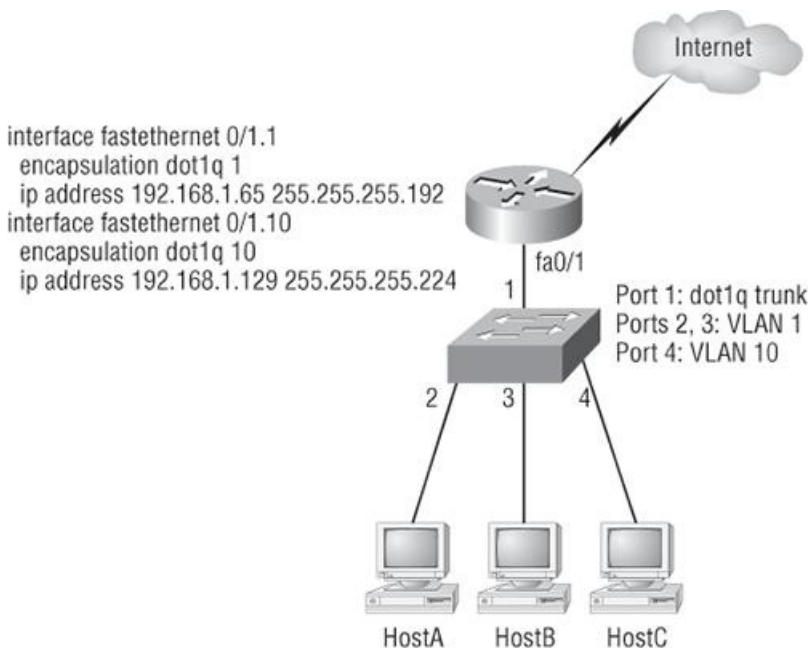 Internet
interface fastethernet 0/1.1
encapsulation dot1q 1
ip address 192.168.1.65 255.255.255.192
interface fastethernet 0/1.10
encapsulation dot1q 10
ip address 192.168.1.129 255.255.255.224
fa0/1
1
Port 1: dot1q trunk
Ports 2, 3: VLAN 1
Port 4: VLAN 10
2 3 4
HostA HostB HostC